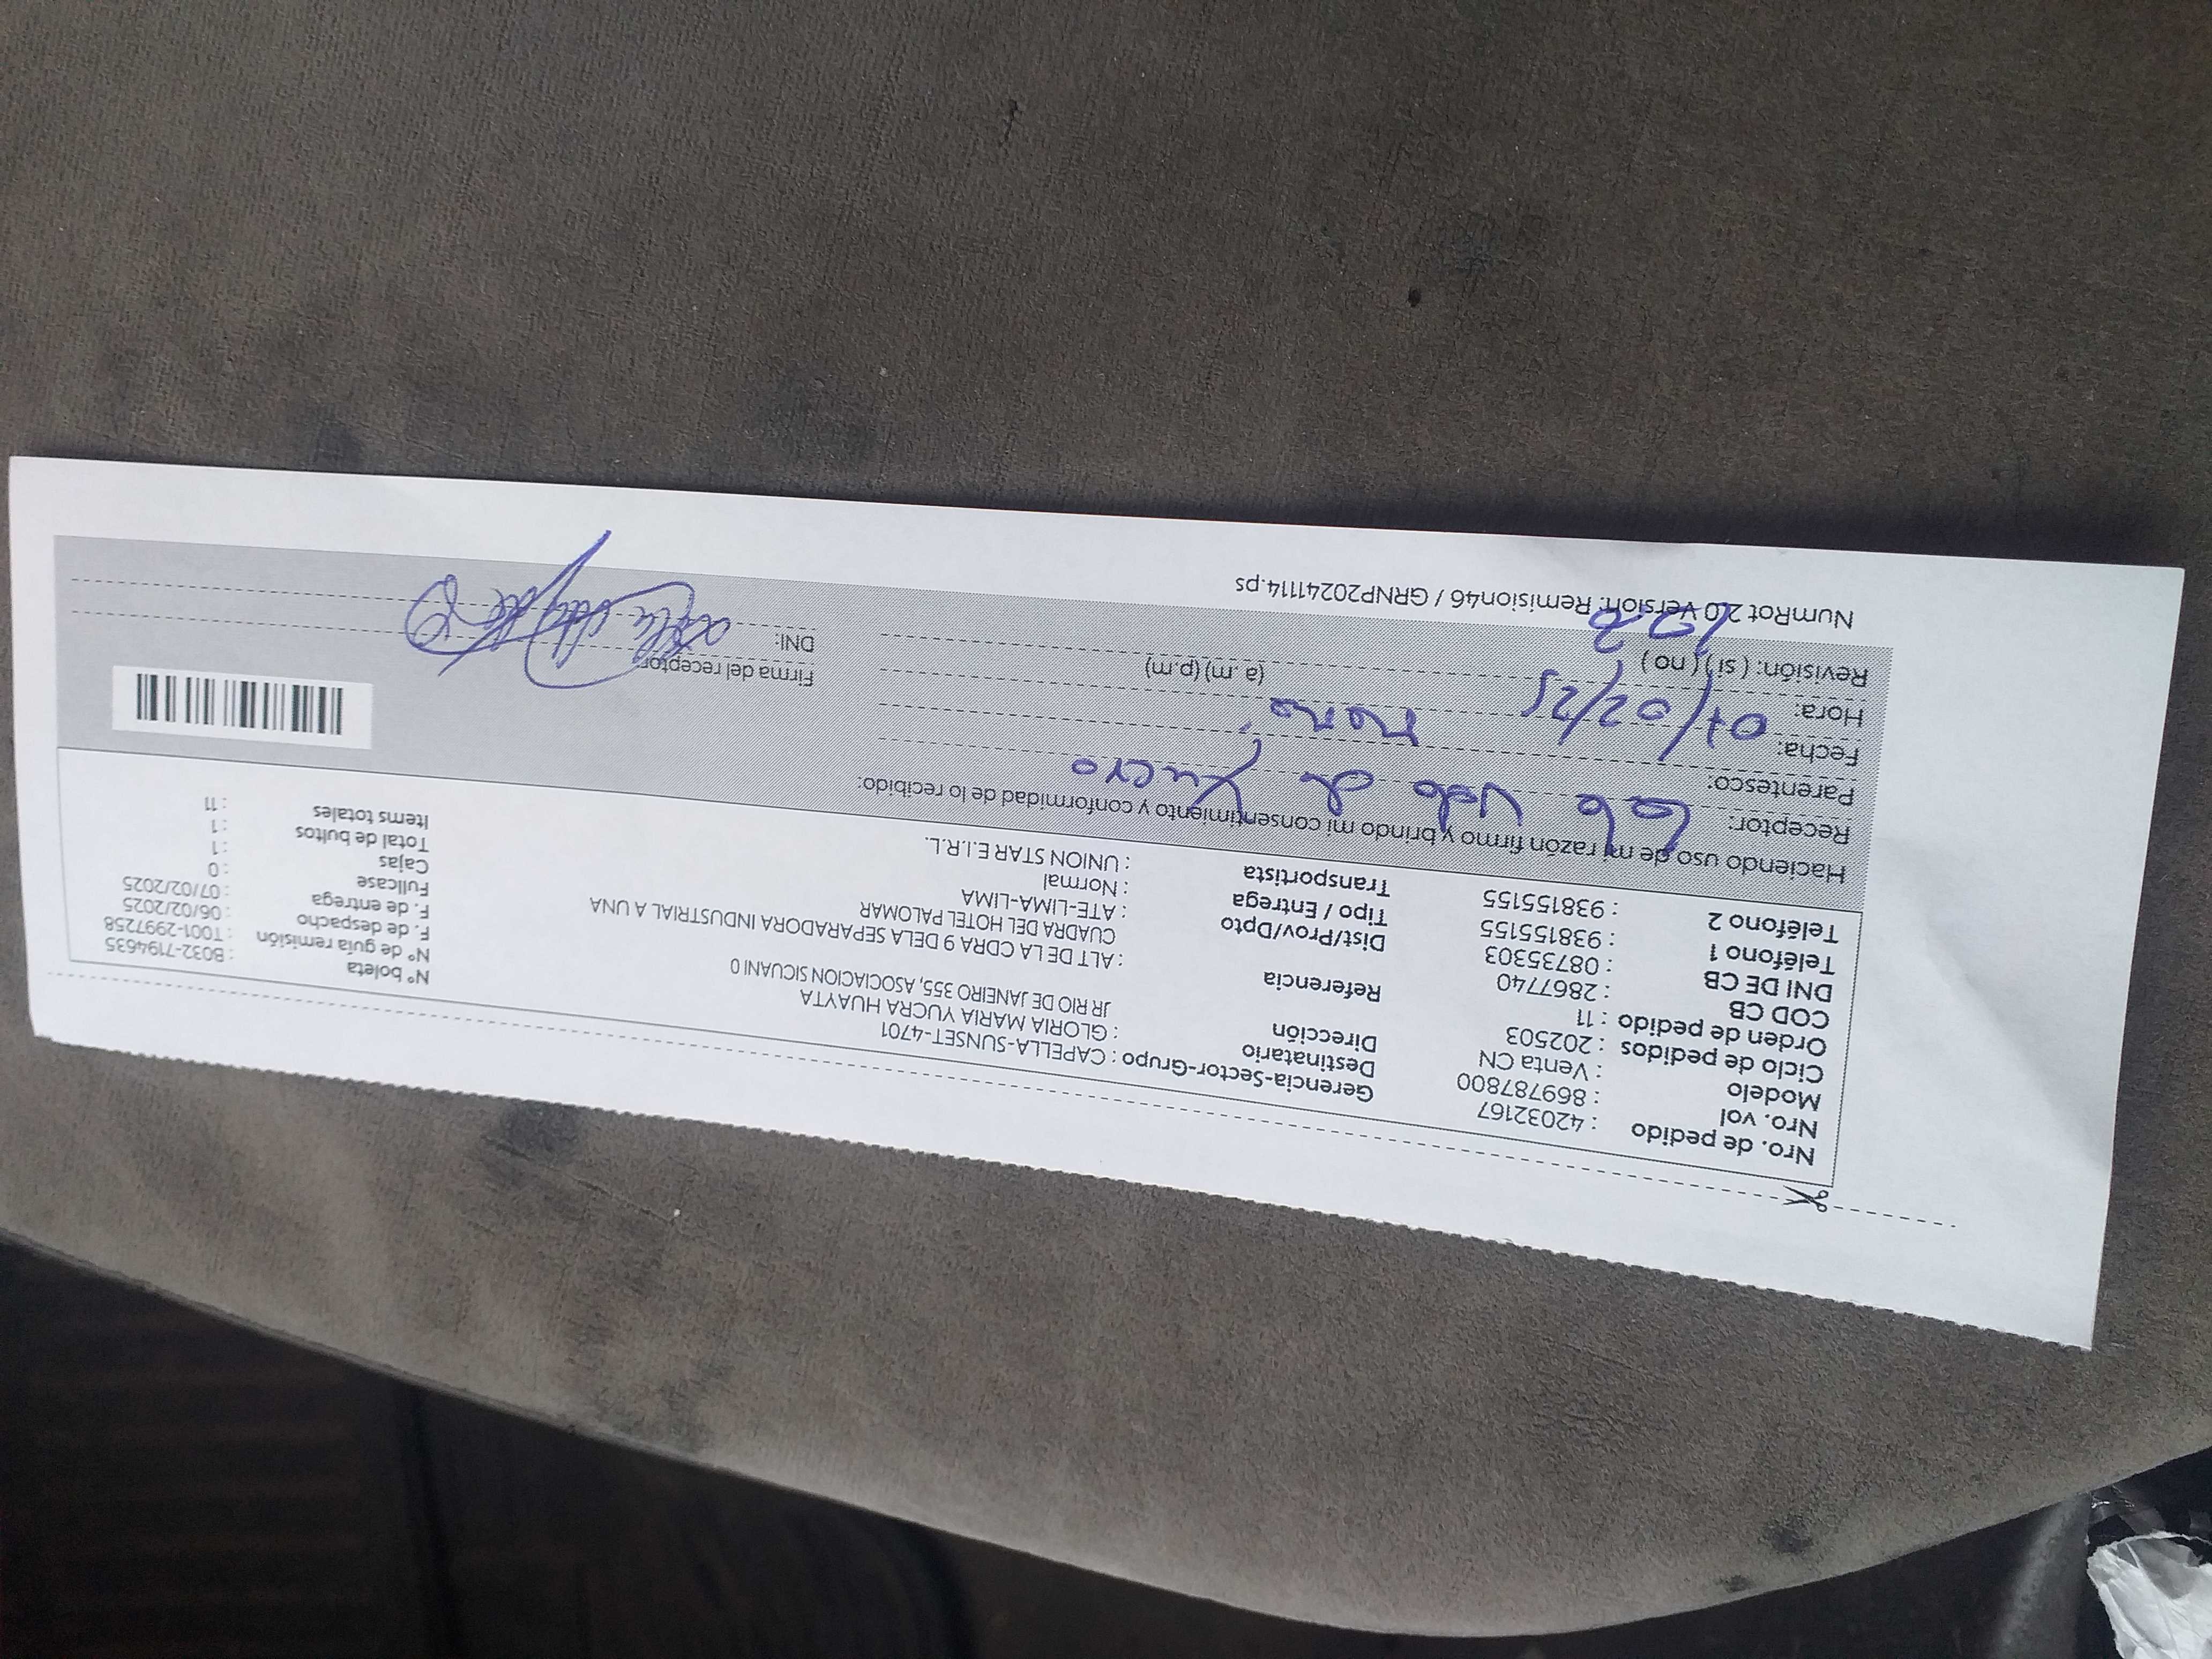 Nro. de pedido : 42032167
Nro. vol : 869787800
Modelo : Venta CN
Ciclo de pedidos : 202503
Orden de pedido : 11
COD CB : 2867740
DNI DE CB : 08735303
Teléfono 1 : 938155155
Teléfono 2 : 938155155
Gerencia-Sector-Grupo : CAPELLA-SUNSET-4701
Destinatario : GLORIA MARIA YUCRA HUAYTA
Dirección JR RIO DE JANEIRO 355, ASOCIACION SICUANI 0
Referencia : ALT DE LA CDRA 9 DELA SEPARADORA INDUSTRIAL A UNA
CUADRA DEL HOTEL PALOMAR
Dist/Prov/Dpto : ATE-LIMA-LIMA
Tipo / Entrega : Normal
Transportista : UNION STAR E.I.R.L.
Nº boleta : B032-7194635
Nº de guía remisión : T001-2997258
F. de despacho : 06/02/2025
F. de entrega : 07/02/2025
Fullcase : 0
Cajas : 1
Total de bultos : 1
Items totales : 11
Haciendo uso de mi razón firmo y brindo mi consentimiento y conformidad de lo recibido:
Receptor: de
Parentesco:
Fecha: 07/02/25
Hora: (a .m) (p.m)
Revisión: ( si ) ( no )
Firma del receptor
DNI:
NumRot 2.0 Version: Remision46 / GRNP20241114.ps